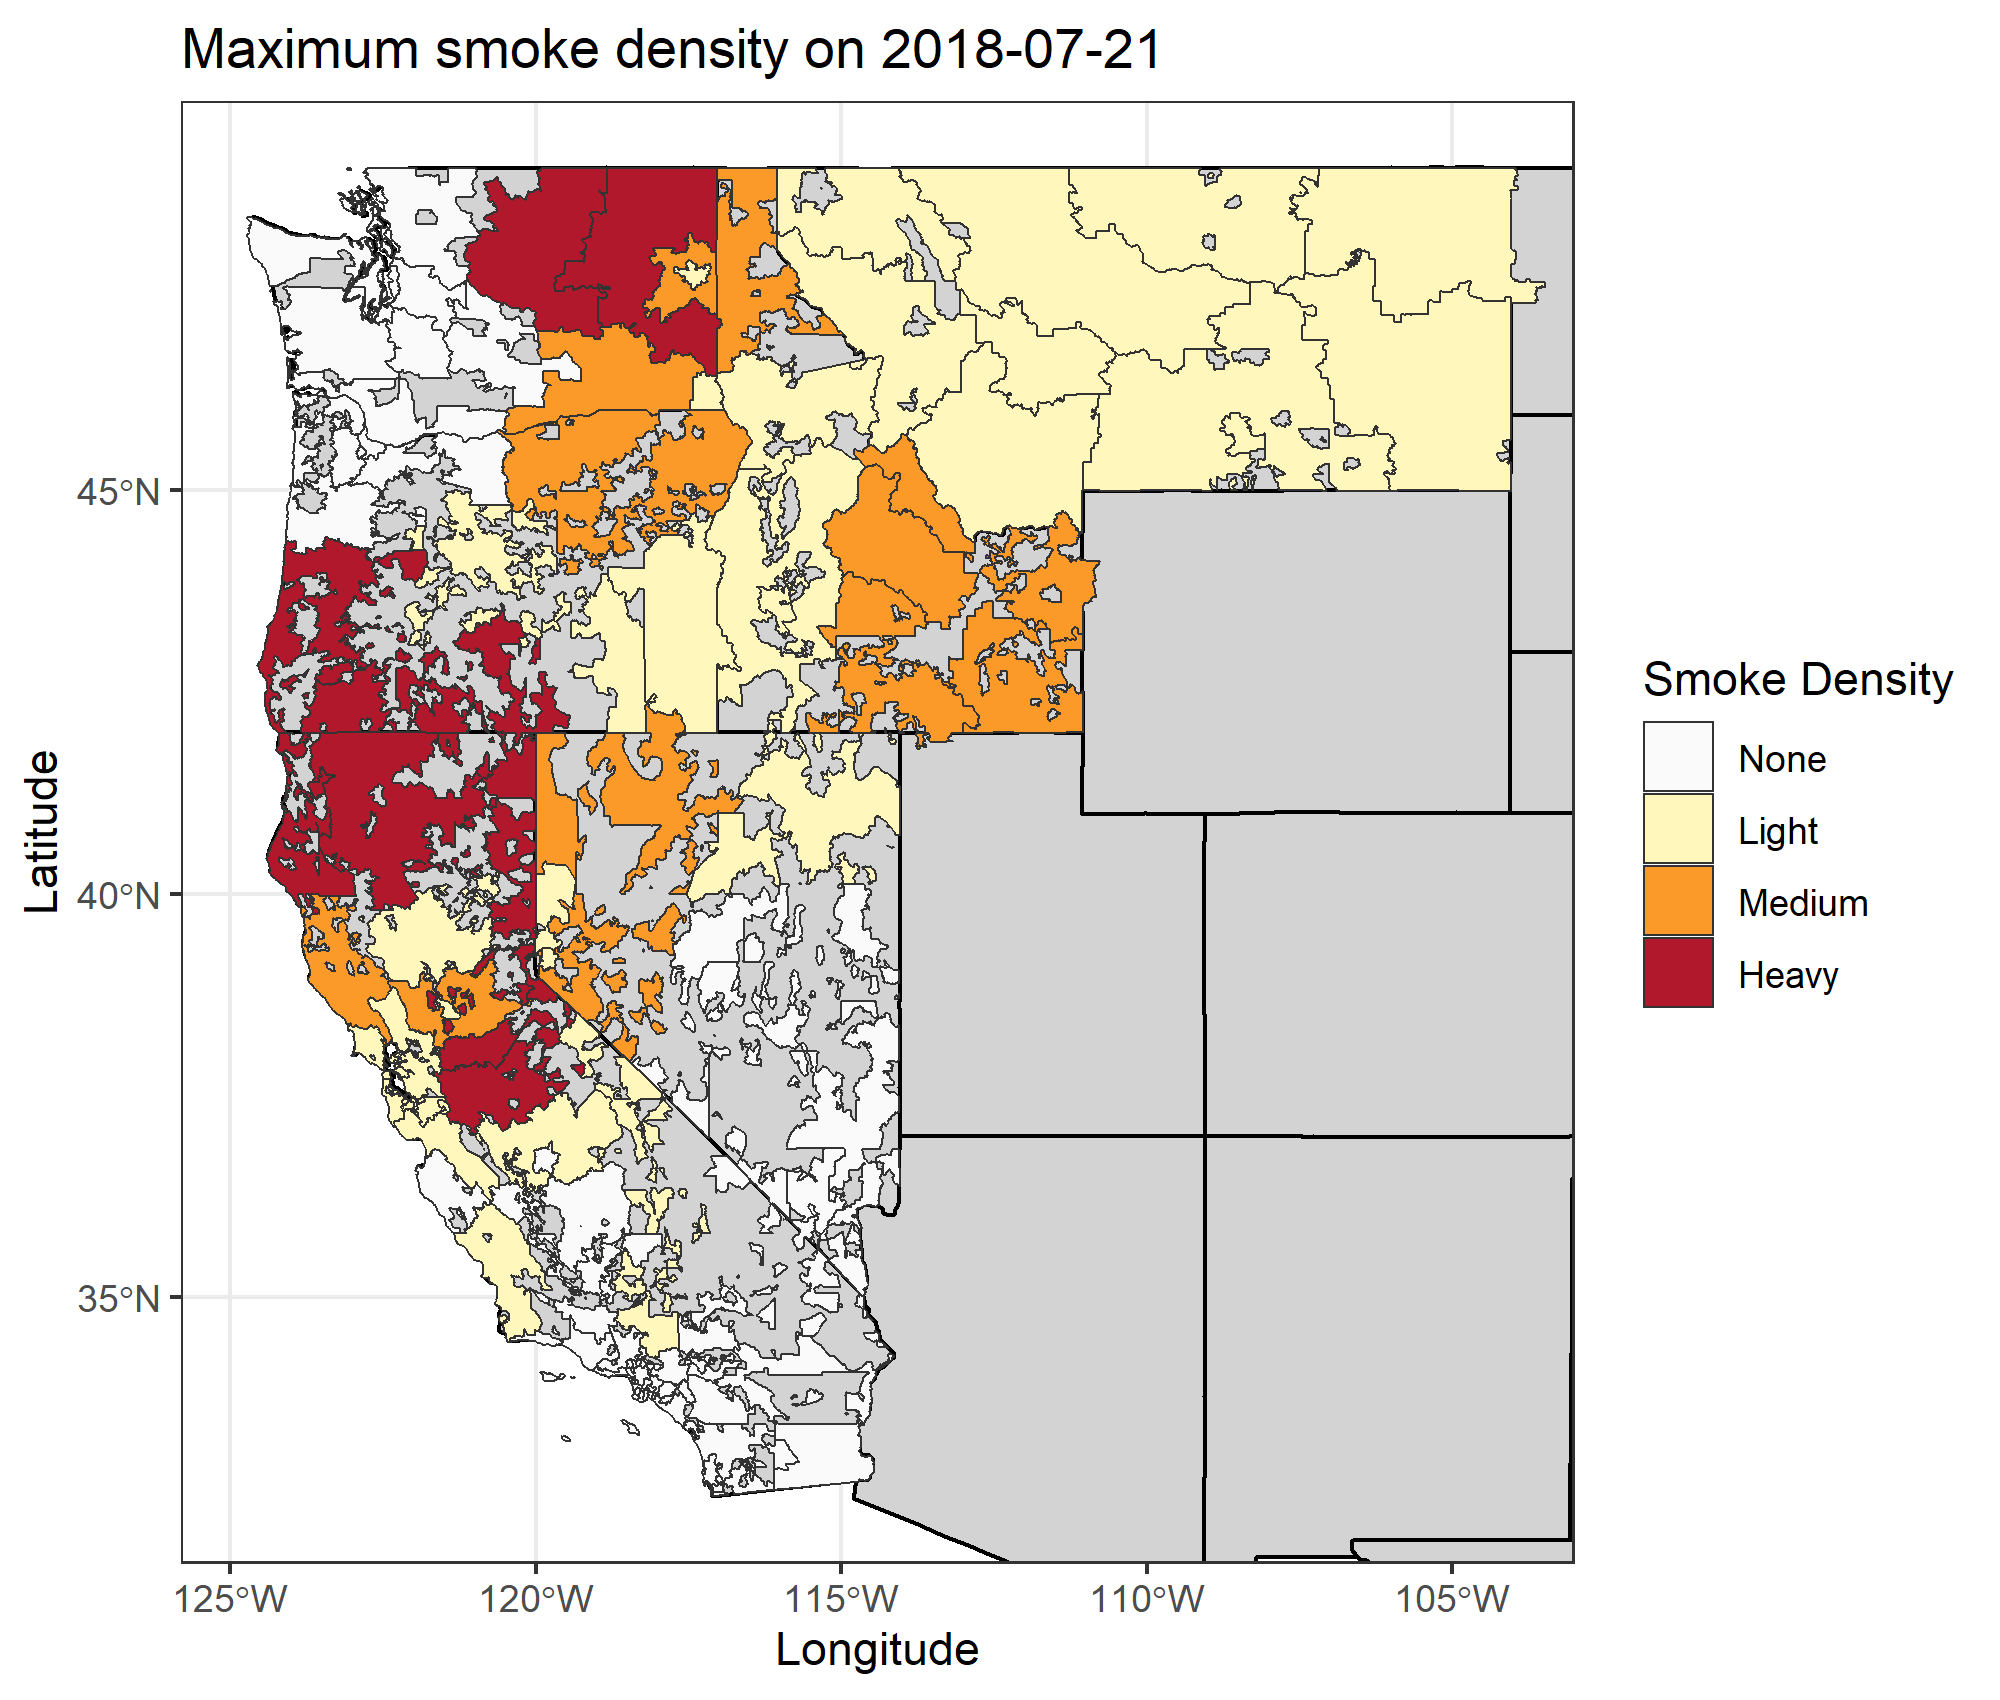 Maximum smoke density on 2018-07-21
45°N
40°N
35°N
Latitude
125°W
120°W
115°W
110°W
105°W
Longitude
Smoke Density
None
Light
Medium
Heavy